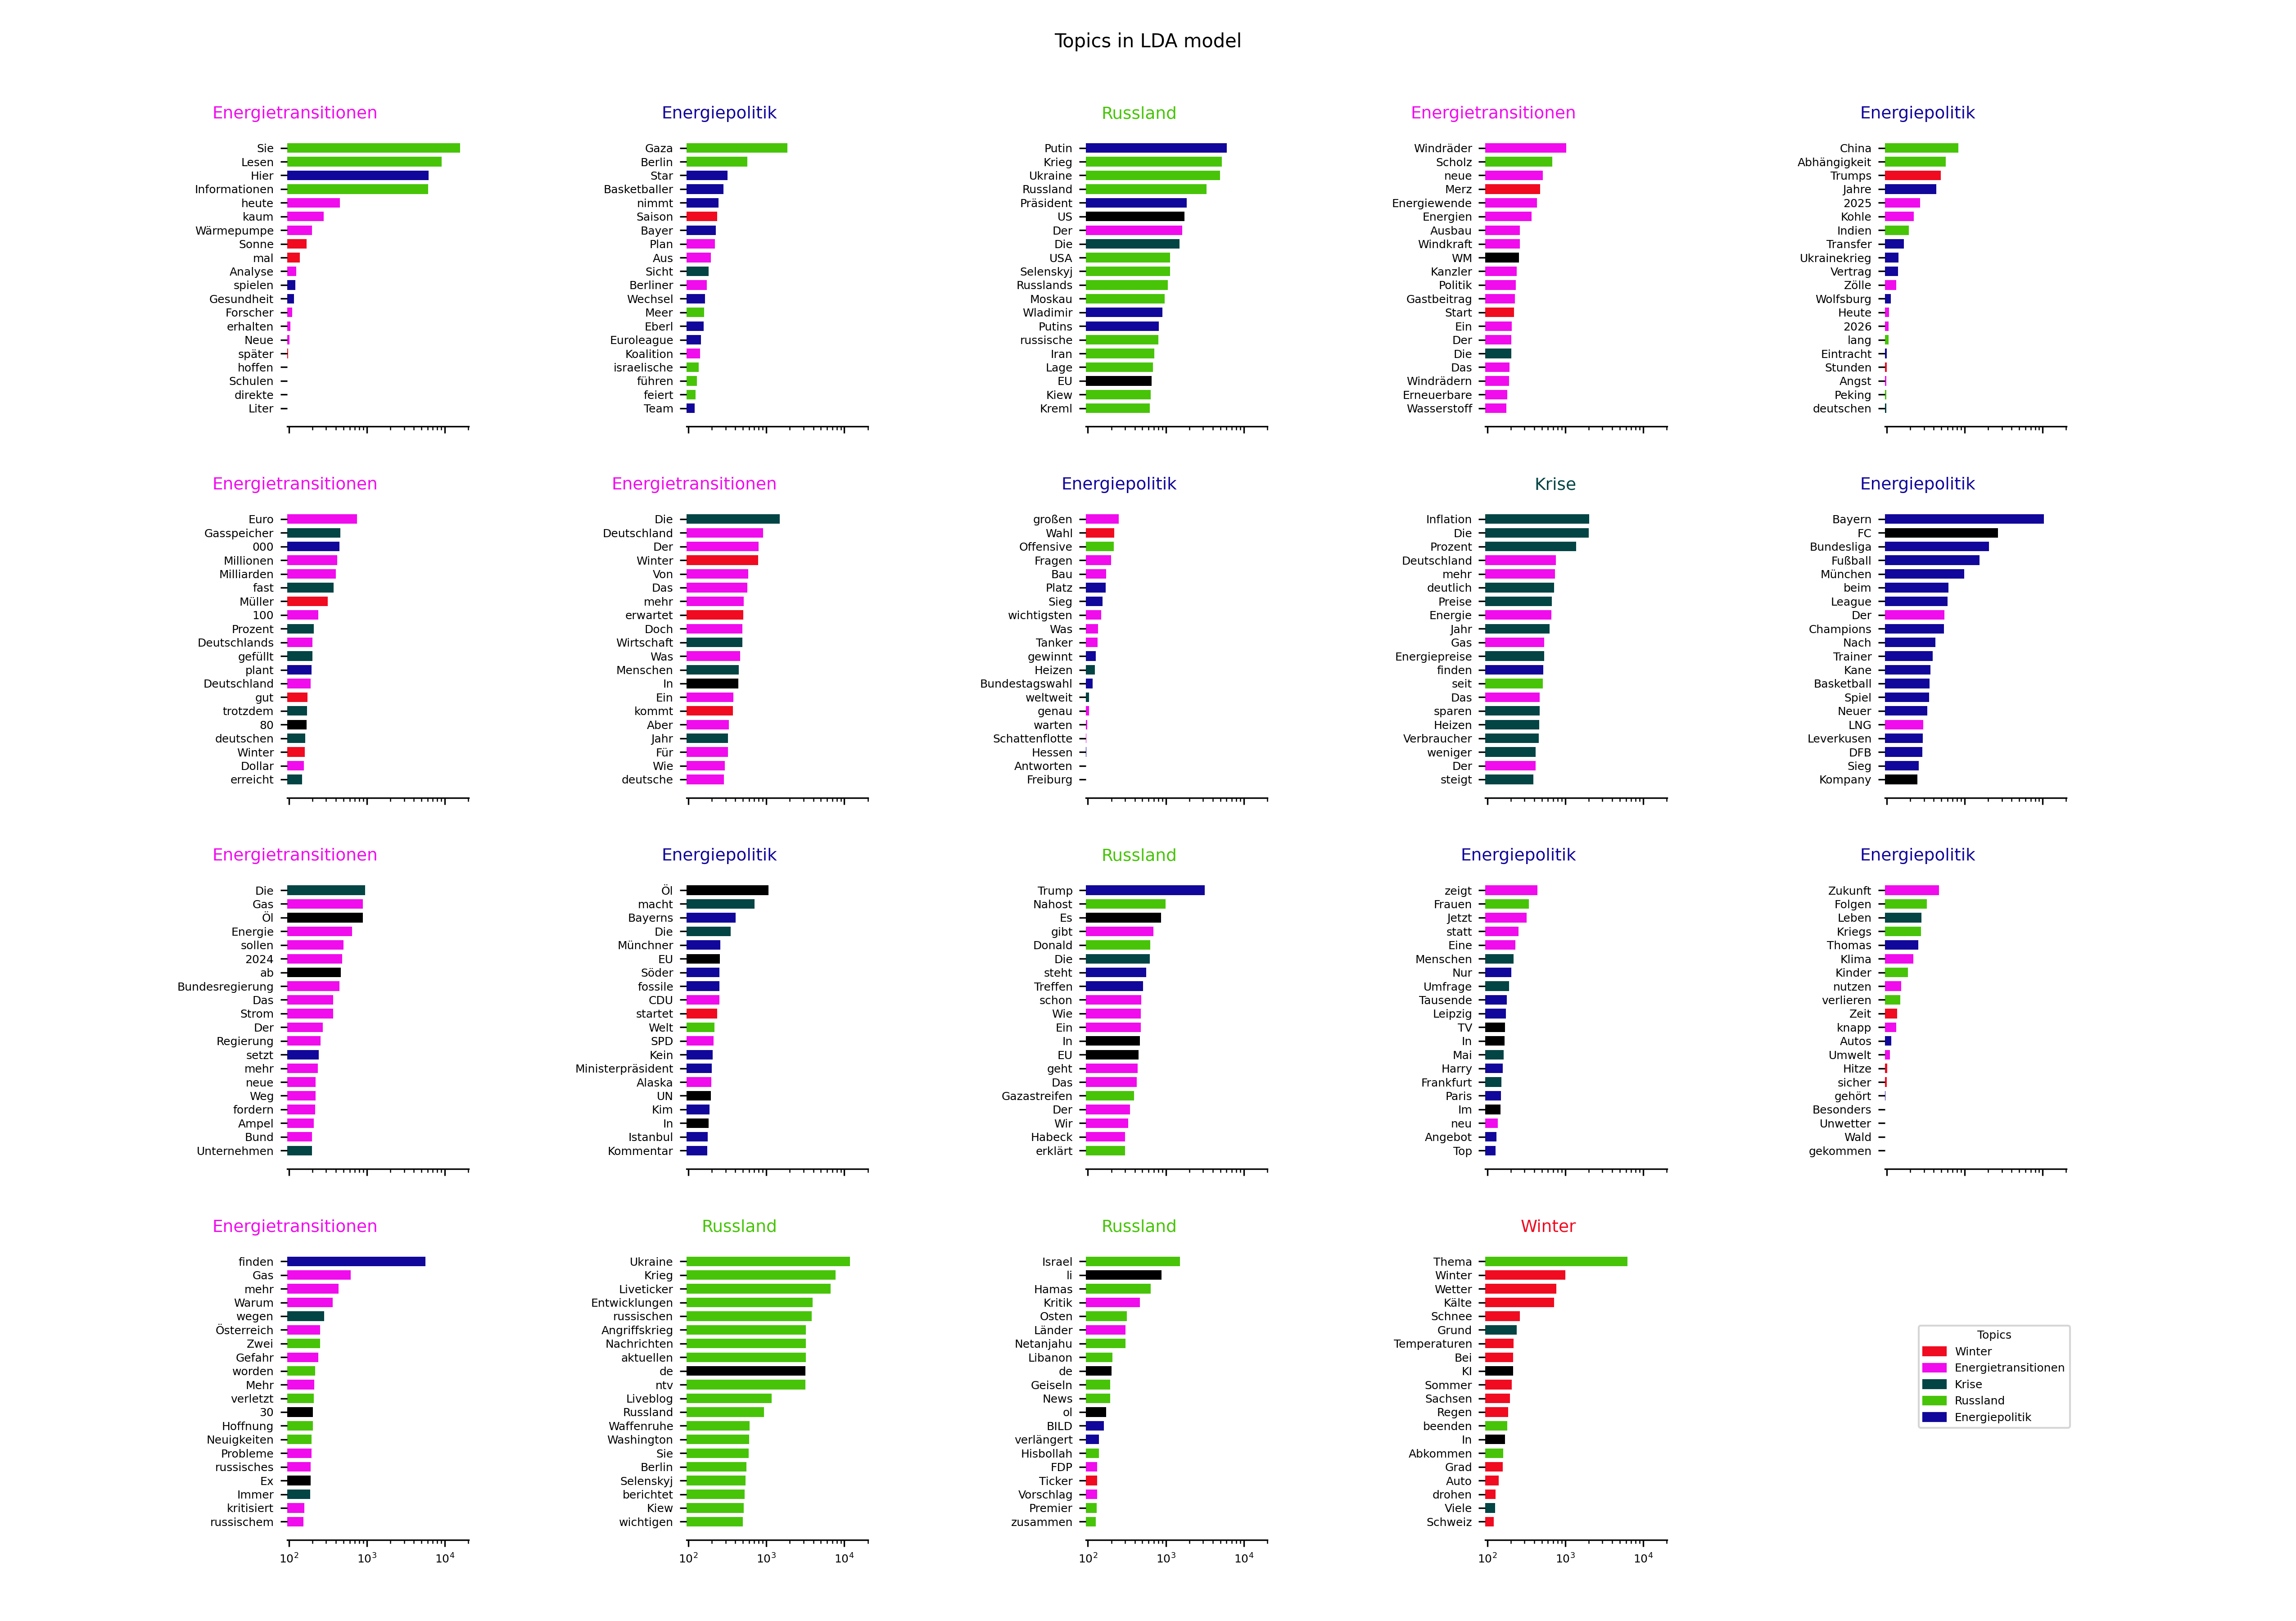 Topics in LDA model
Energietransitionen
Sie
Lesen
Hier
Informationen
heute
kaum
Wärmepumpe
Sonne
mal
Analyse
spielen
Gesundheit
Forscher
erhalten
Neue
später
hoffen
Schulen
direkte
Liter
Energiepolitik
Gaza
Berlin
Star
Basketballer
nimmt
Saison
Bayer
Plan
Aus
Sicht
Berliner
Wechsel
Meer
Eberl
Euroleague
Koalition
israelische
führen
feiert
Team
Russland
Putin
Krieg
Ukraine
Russland
Präsident
US
Der
Die
USA
Selenskyj
Russlands
Moskau
Wladimir
Putins
russische
Iran
Lage
EU
Kiew
Kreml
Energietransitionen
Windräder
Scholz
neue
Merz
Energiewende
Energien
Ausbau
Windkraft
WM
Kanzler
Politik
Gastbeitrag
Start
Ein
Der
Die
Das
Windrädern
Erneuerbare
Wasserstoff
Energiepolitik
China
Abhängigkeit
Trumps
Jahre
2025
Kohle
Indien
Transfer
Ukrainekrieg
Vertrag
Zölle
Wolfsburg
Heute
2026
lang
Eintracht
Stunden
Angst
Peking
deutschen
Energietransitionen
Euro
Gasspeicher
000
Millionen
Milliarden
fast
Müller
100
Prozent
Deutschlands
gefüllt
plant
Deutschland
gut
trotzdem
80
deutschen
Winter
Dollar
erreicht
Energietransitionen
Die
Deutschland
Der
Winter
Von
Das
mehr
erwartet
Doch
Wirtschaft
Was
Menschen
In
Ein
kommt
Aber
Jahr
Für
Wie
deutsche
Energiepolitik
großen
Wahl
Offensive
Fragen
Bau
Platz
Sieg
wichtigsten
Was
Tanker
gewinnt
Heizen
Bundestagswahl
weltweit
genau
warten
Schattenflotte
Hessen
Antworten
Freiburg
Krise
Inflation
Die
Prozent
Deutschland
mehr
deutlich
Preise
Energie
Jahr
Gas
Energiepreise
finden
seit
Das
sparen
Heizen
Verbraucher
weniger
Der
steigt
Energiepolitik
Bayern
FC
Bundesliga
Fußball
München
beim
League
Der
Champions
Nach
Trainer
Kane
Basketball
Spiel
Neuer
LNG
Leverkusen
DFB
Sieg
Kompany
Energietransitionen
Die
Gas
Öl
Energie
sollen
2024
ab
Bundesregierung
Das
Strom
Der
Regierung
setzt
mehr
neue
Weg
fordern
Ampel
Bund
Unternehmen
Energiepolitik
Öl
macht
Bayerns
Die
Münchner
EU
Söder
fossile
CDU
startet
Welt
SPD
Kein
Ministerpräsident
Alaska
UN
Kim
In
Istanbul
Kommentar
Russland
Trump
Nahost
Es
gibt
Donald
Die
steht
Treffen
schon
Wie
Ein
In
EU
geht
Das
Gazastreifen
Der
Wir
Habeck
erklärt
Energiepolitik
zeigt
Frauen
Jetzt
statt
Eine
Menschen
Nur
Umfrage
Tausende
Leipzig
TV
In
Mai
Harry
Frankfurt
Paris
Im
neu
Angebot
Top
Energiepolitik
Zukunft
Folgen
Leben
Kriegs
Thomas
Klima
Kinder
nutzen
verlieren
Zeit
knapp
Autos
Umwelt
Hitze
sicher
gehört
Besonders
Unwetter
Wald
gekommen
Energietransitionen
finden
Gas
mehr
Warum
wegen
Österreich
Zwei
Gefahr
worden
Mehr
verletzt
30
Hoffnung
Neuigkeiten
Probleme
russisches
Ex
Immer
kritisiert
russischem
10² 10³ 10⁴
Russland
Ukraine
Krieg
Liveticker
Entwicklungen
russischen
Angriffskrieg
Nachrichten
aktuellen
de
ntv
Liveblog
Russland
Waffenruhe
Washington
Sie
Berlin
Selenskyj
berichtet
Kiew
wichtigen
10² 10³ 10⁴
Russland
Israel
li
Hamas
Kritik
Osten
Länder
Netanjahu
Libanon
de
Geiseln
News
ol
BILD
verlängert
Hisbollah
FDP
Ticker
Vorschlag
Premier
zusammen
10² 10³ 10⁴
Winter
Thema
Winter
Wetter
Kälte
Schnee
Grund
Temperaturen
Bei
KI
Sommer
Sachsen
Regen
beenden
In
Abkommen
Grad
Auto
drohen
Viele
Schweiz
10² 10³ 10⁴
Topics
Winter
Energietransitionen
Krise
Russland
Energiepolitik